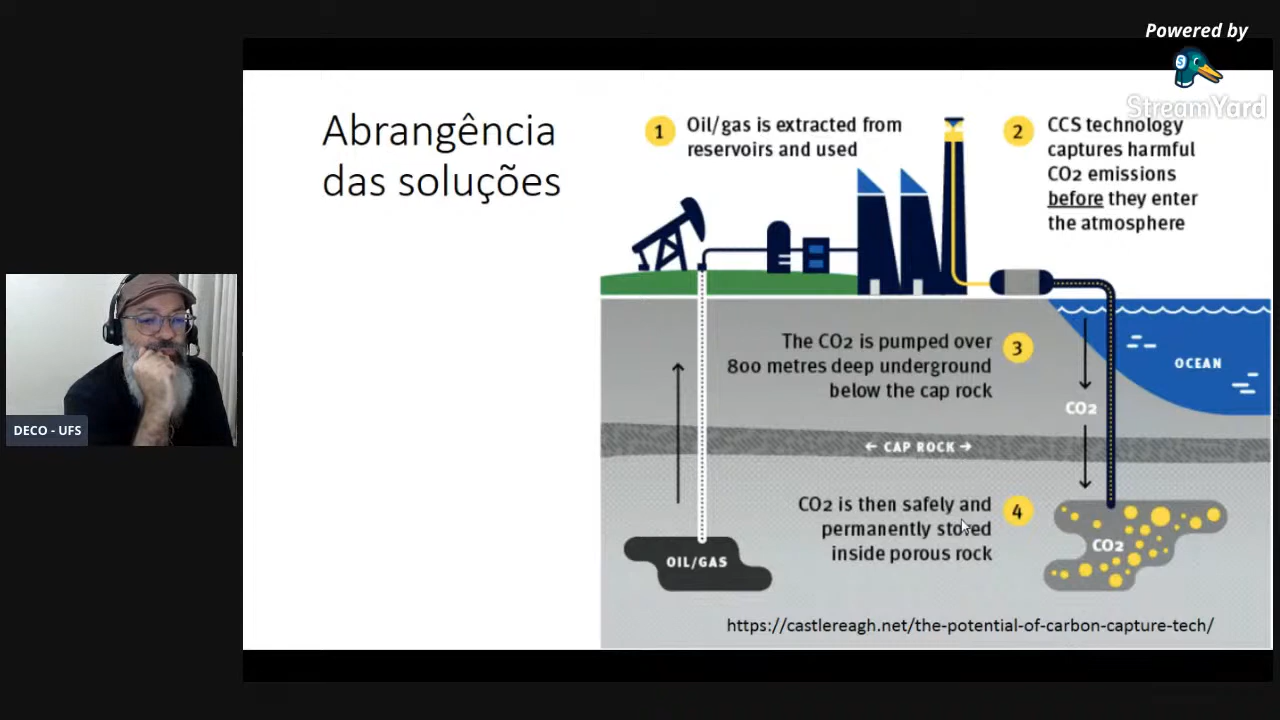 Powered by
StreamYard
Abrangência
das soluções
1
Oil/gas is extracted from
reservoirs and used
2
CCS technology
captures harmful
CO2 emissions
before they enter
the atmosphere
The CO2 is pumped over
800 metres deep underground
below the cap rock
3
OCEAN
CO2
← CAP ROCK →
CO2 is then safely and
permanently stored
inside porous rock
4
CO2
OIL/GAS
https://castlereagh.net/the-potential-of-carbon-capture-tech/
DECO - UFS